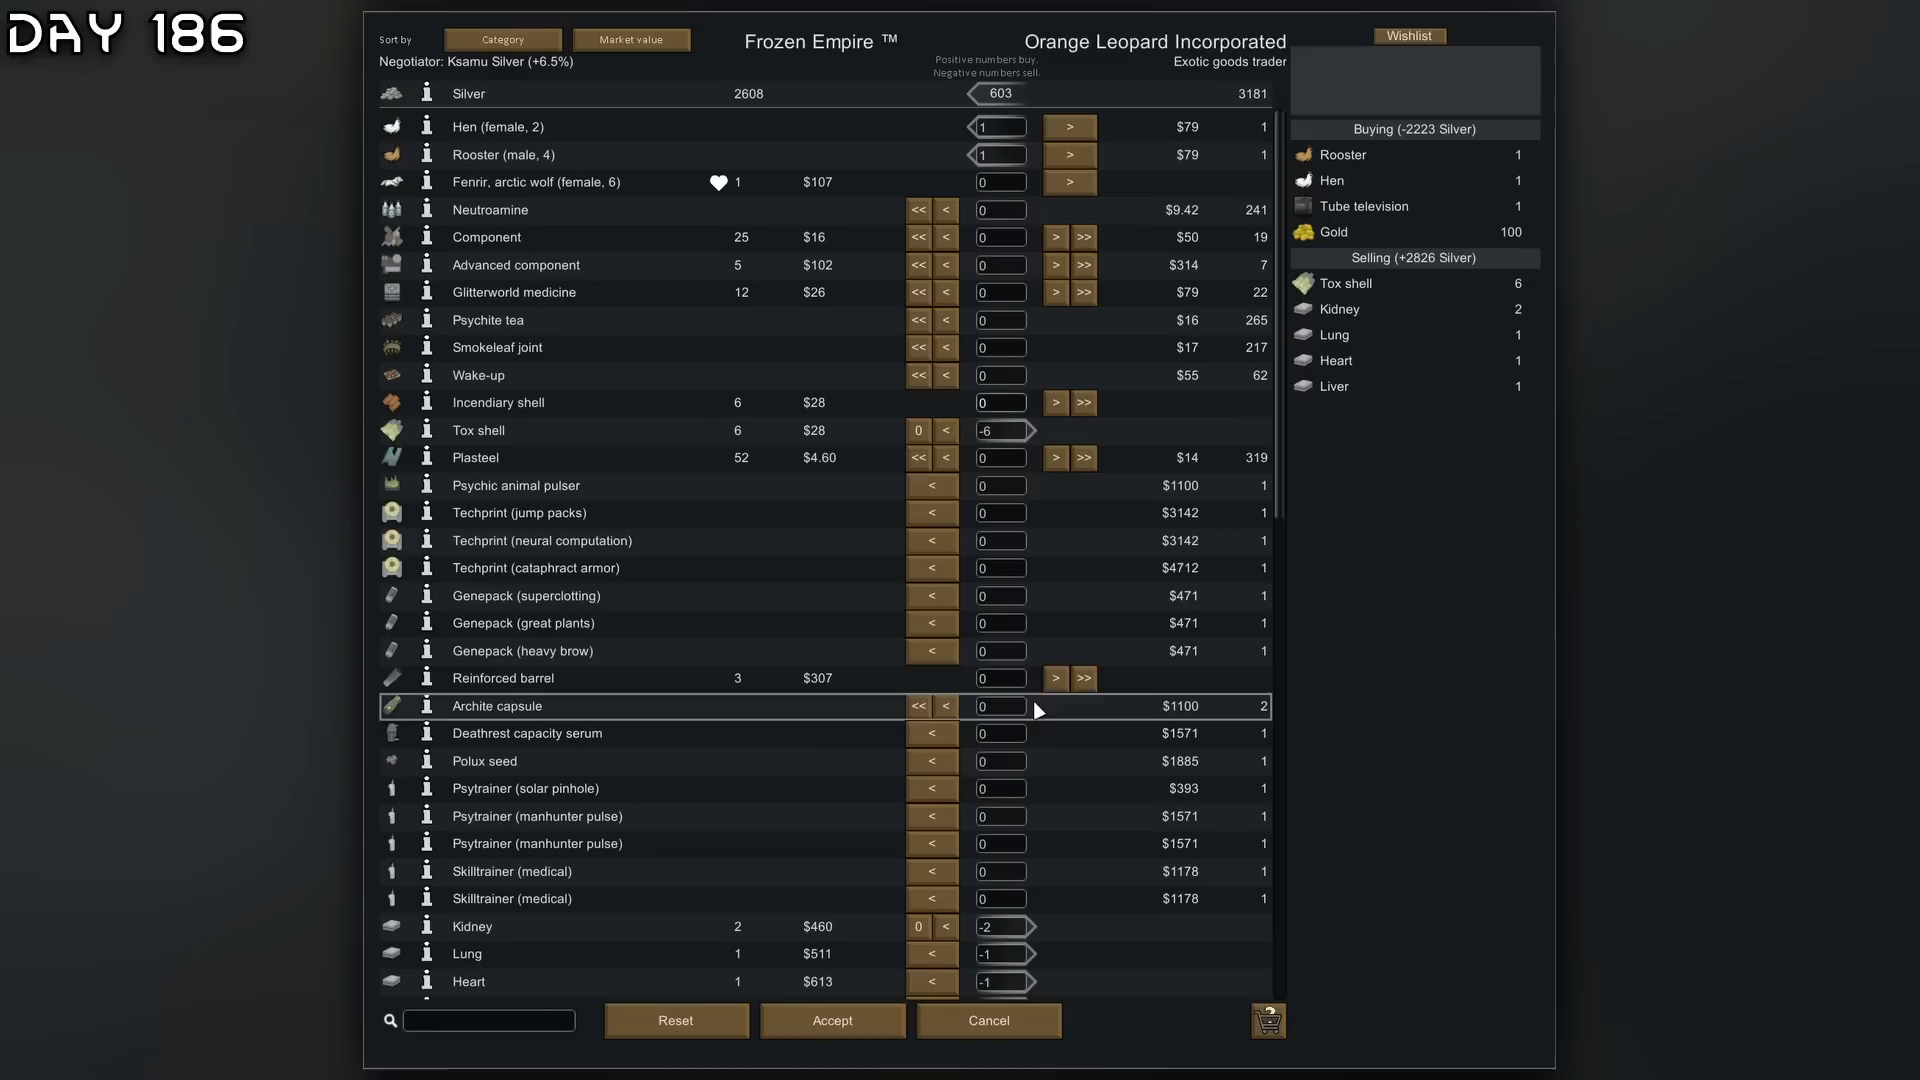 DAY 186
Sort by Category Market value Frozen Empire ™ Orange Leopard Incorporated Wishlist
Negotiator: Ksamu Silver (+6.5%) Positive numbers buy. Exotic goods trader
Negative numbers sell.
Silver 2608 603 3181
Hen (female, 2) 1 > $79 1
Rooster (male, 4) 1 > $79 1
Fenrir, arctic wolf (female, 6) 1 $107 0 >
Neutroamine << < 0 $9.42 241
Component 25 $16 << < 0 > >> $50 19
Advanced component 5 $102 << < 0 > >> $314 7
Glitterworld medicine 12 $26 << < 0 > >> $79 22
Psychite tea << < 0 $16 265
Smokeleaf joint << < 0 $17 217
Wake-up << < 0 $55 62
Incendiary shell 6 $28 0 > >>
Tox shell 6 $28 0 < -6
Plasteel 52 $4.60 << < 0 > >> $14 319
Psychic animal pulser < 0 $1100 1
Techprint (jump packs) < 0 $3142 1
Techprint (neural computation) < 0 $3142 1
Techprint (cataphract armor) < 0 $4712 1
Genepack (superclotting) < 0 $471 1
Genepack (great plants) < 0 $471 1
Genepack (heavy brow) < 0 $471 1
Reinforced barrel 3 $307 0 > >>
Archite capsule << < 0 $1100 2
Deathrest capacity serum < 0 $1571 1
Polux seed < 0 $1885 1
Psytrainer (solar pinhole) < 0 $393 1
Psytrainer (manhunter pulse) < 0 $1571 1
Psytrainer (manhunter pulse) < 0 $1571 1
Skilltrainer (medical) < 0 $1178 1
Skilltrainer (medical) < 0 $1178 1
Kidney 2 $460 0 < -2
Lung 1 $511 < -1
Heart 1 $613 < -1
Reset Accept Cancel ?
Buying (-2223 Silver)
Rooster 1
Hen 1
Tube television 1
Gold 100
Selling (+2826 Silver)
Tox shell 6
Kidney 2
Lung 1
Heart 1
Liver 1